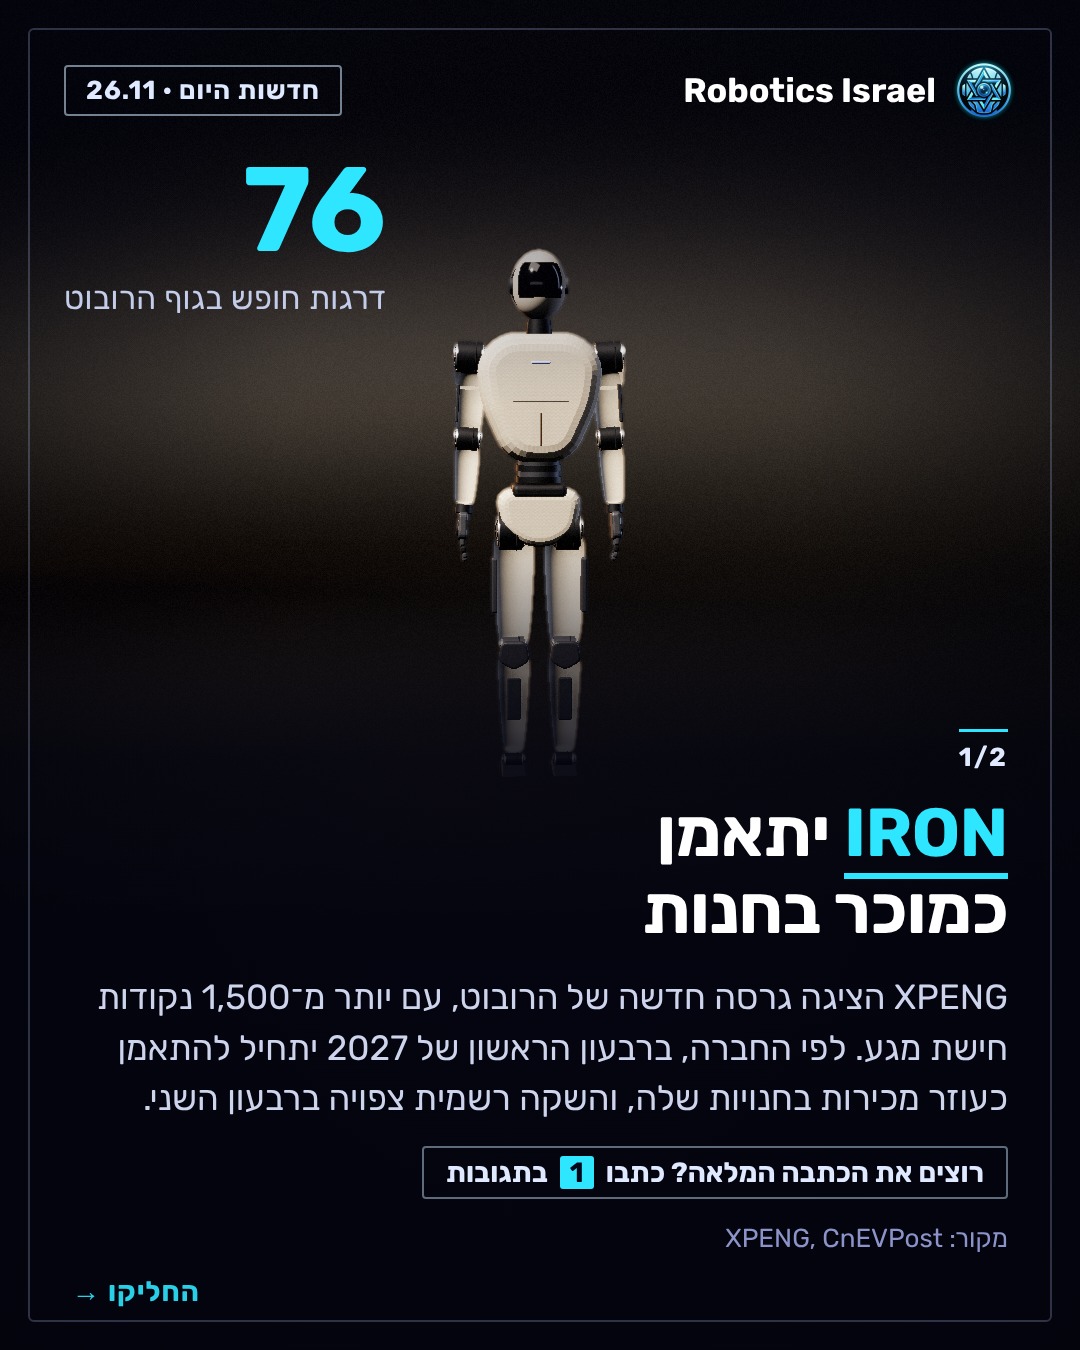 Robotics Israel
חדשות היום • 26.11
76
דרגות חופש בגוף הרובוט
1/2
IRON יתאמן
כמוכר בחנות
XPENG הציגה גרסה חדשה של הרובוט, עם יותר מ־1,500 נקודות
חישת מגע. לפי החברה, ברבעון הראשון של 2027 יתחיל להתאמן
כעוזר מכירות בחנויות שלה, והשקה רשמית צפויה ברבעון השני.
רוצים את הכתבה המלאה? כתבו 1 בתגובות
מקור: XPENG, CnEVPost
החליקו →